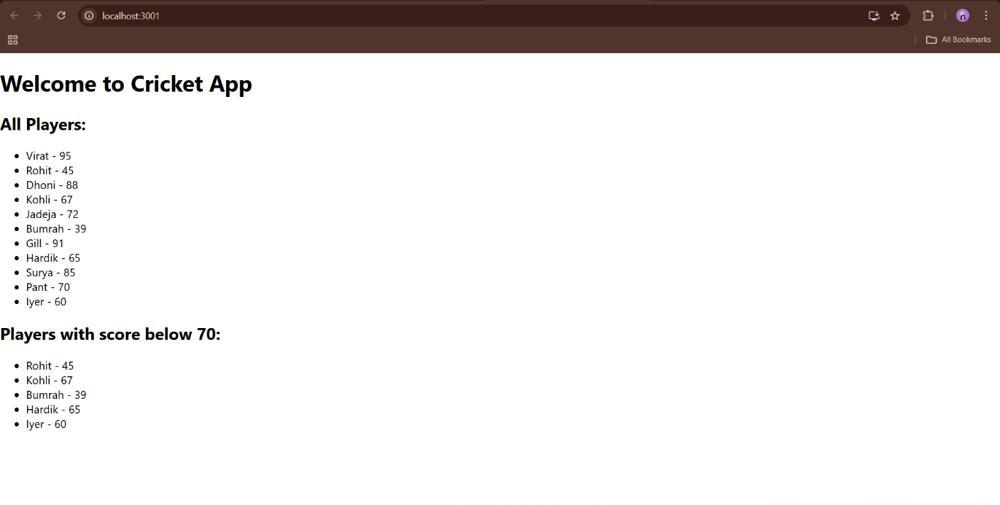 localhost:3001
All Bookmarks
Welcome to Cricket App
All Players:
• Virat - 95
• Rohit - 45
• Dhoni - 88
• Kohli - 67
• Jadeja - 72
• Bumrah - 39
• Gill - 91
• Hardik - 65
• Surya - 85
• Pant - 70
• Iyer - 60
Players with score below 70:
• Rohit - 45
• Kohli - 67
• Bumrah - 39
• Hardik - 65
• Iyer - 60